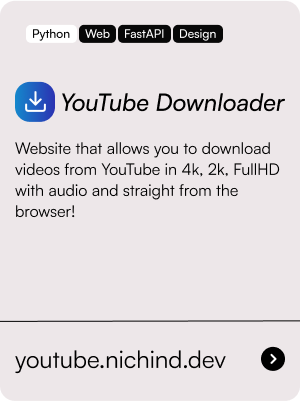 Python Web FastAPI Design
YouTube Downloader
Website that allows you to download
videos from YouTube in 4k, 2k, FullHD
with audio and straight from the
browser!
youtube.nichind.dev